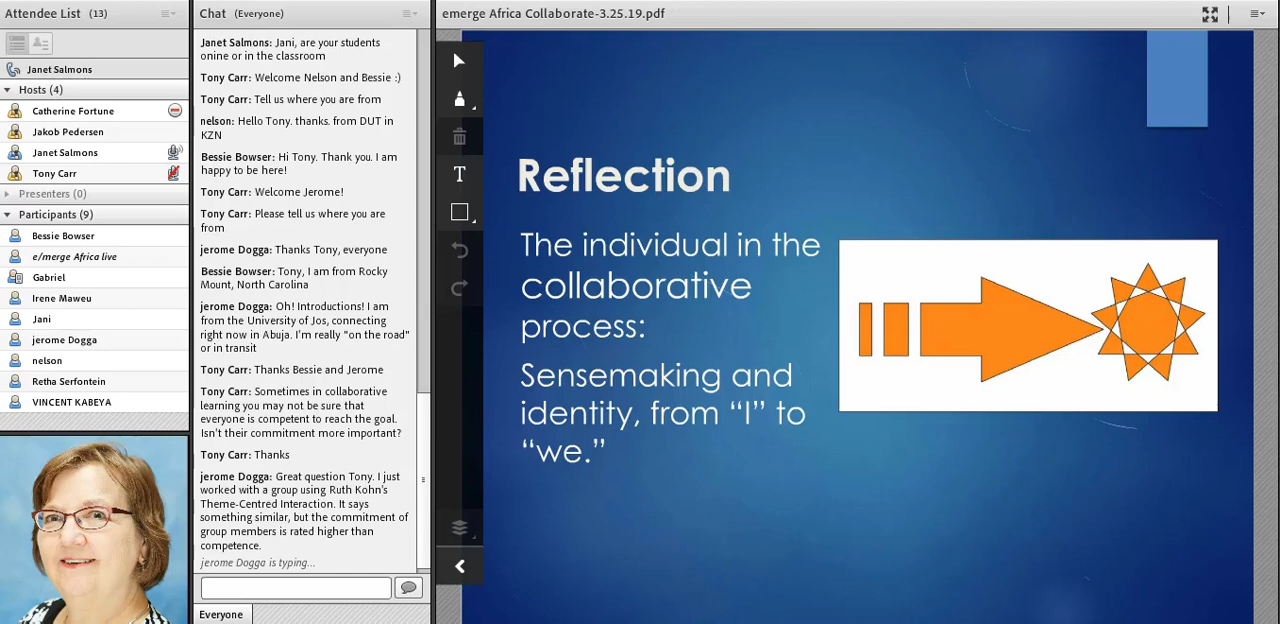 Attendee List (13)
Janet Salmons
Hosts (4)
Catherine Fortune
Jakob Pedersen
Janet Salmons
Tony Carr
Presenters (0)
Participants (9)
Bessie Bowser
e/merge Africa live
Gabriel
Irene Maweu
Jani
jerome Dogga
nelson
Retha Serfontein
VINCENT KABEYA
Chat (Everyone)
Janet Salmons: Jani, are your students
onine or in the classroom
Tony Carr: Welcome Nelson and Bessie :)
Tony Carr: Tell us where you are from
nelson: Hello Tony. thanks. from DUT in
KZN
Bessie Bowser: Hi Tony. Thank you. I am
happy to be here!
Tony Carr: Welcome Jerome!
Tony Carr: Please tell us where you are
from
jerome Dogga: Thanks Tony, everyone
Bessie Bowser: Tony, I am from Rocky
Mount, North Carolina
jerome Dogga: Oh! Introductions! I am
from the University of Jos, connecting
right now in Abuja. I'm really "on the road"
or in transit
Tony Carr: Thanks Bessie and Jerome
Tony Carr: Sometimes in collaborative
learning you may not be sure that
everyone is competent to reach the goal.
Isn't their commitment more important?
Tony Carr: Thanks
jerome Dogga: Great question Tony. I just
worked with a group using Ruth Kohn's
Theme-Centred Interaction. It says
something similar, but the commitment of
group members is rated higher than
competence.
jerome Dogga is typing...
Everyone
emerge Africa Collaborate-3.25.19.pdf
T
Reflection
The individual in the
collaborative
process:
Sensemaking and
identity, from “I” to
“we.”